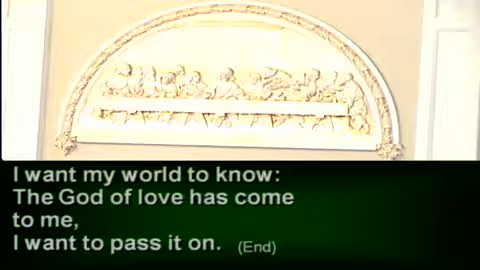 I want my world to know:
The God of love has come
to me,
I want to pass it on. (End)